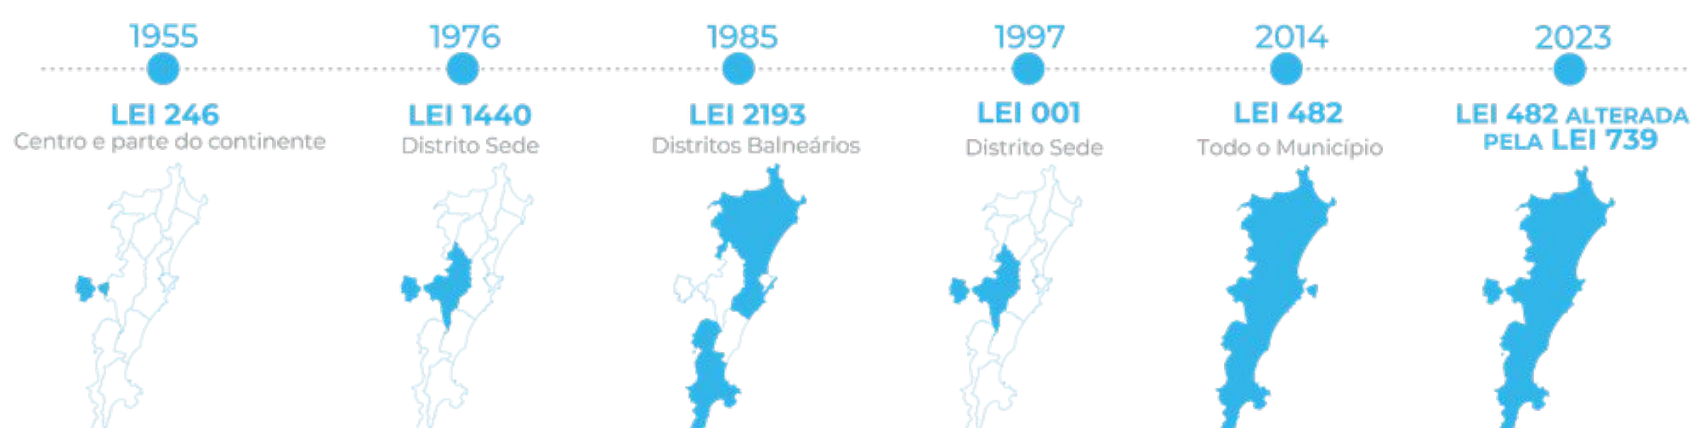 1955
LEI 246
Centro e parte do continente
1976
LEI 1440
Distrito Sede
1985
LEI 2193
Distritos Balneários
1997
LEI 001
Distrito Sede
2014
LEI 482
Todo o Município
2023
LEI 482 ALTERADA
PELA LEI 739